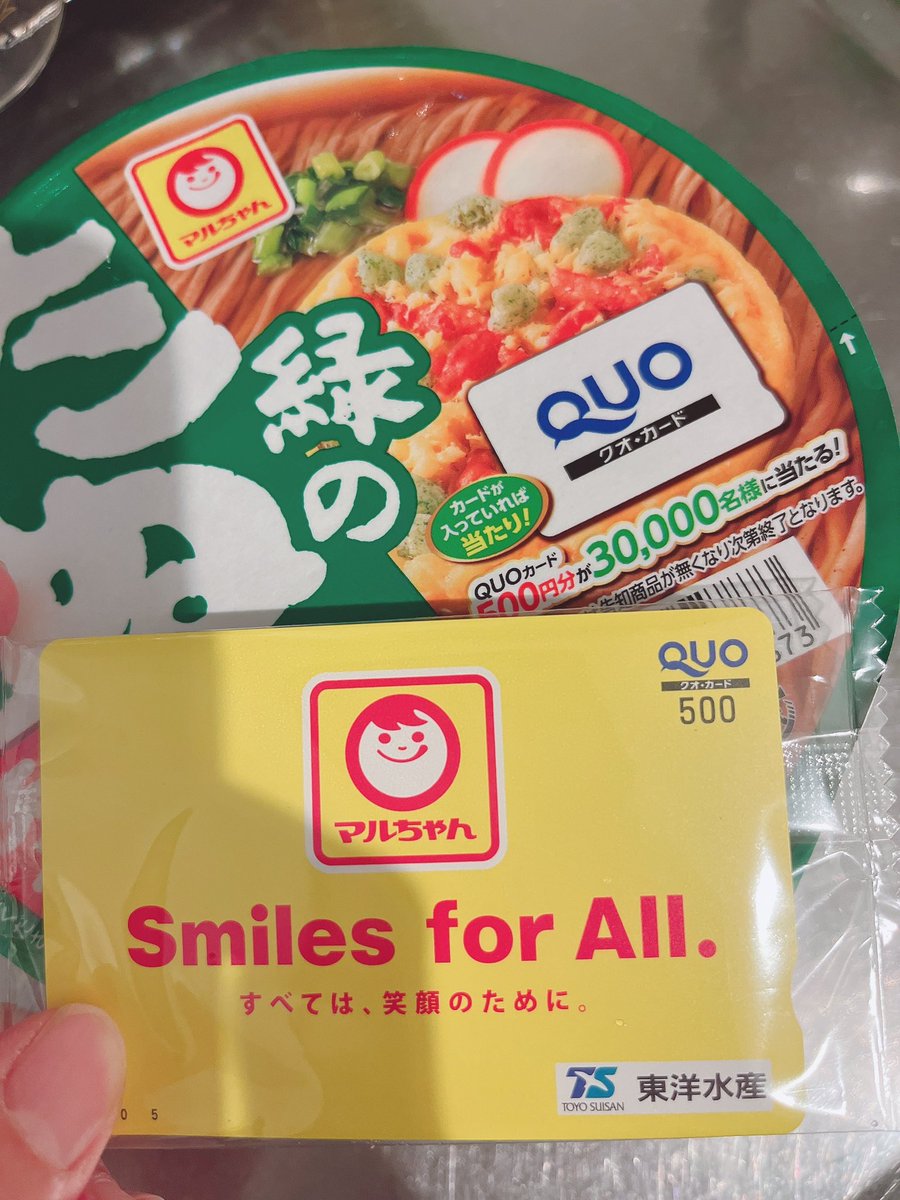 マルちゃん
緑の
QUO
クオ・カード
カードが
入っていれば
当たり!
QUOカード
500円分が30,000名様に当たる!
告知商品が無くなり次第終了となります。
QUO
クオ・カード
500
マルちゃん
Smiles for All.
すべては、笑顔のために。
TS
TOYO SUISAN
東洋水産
0 5